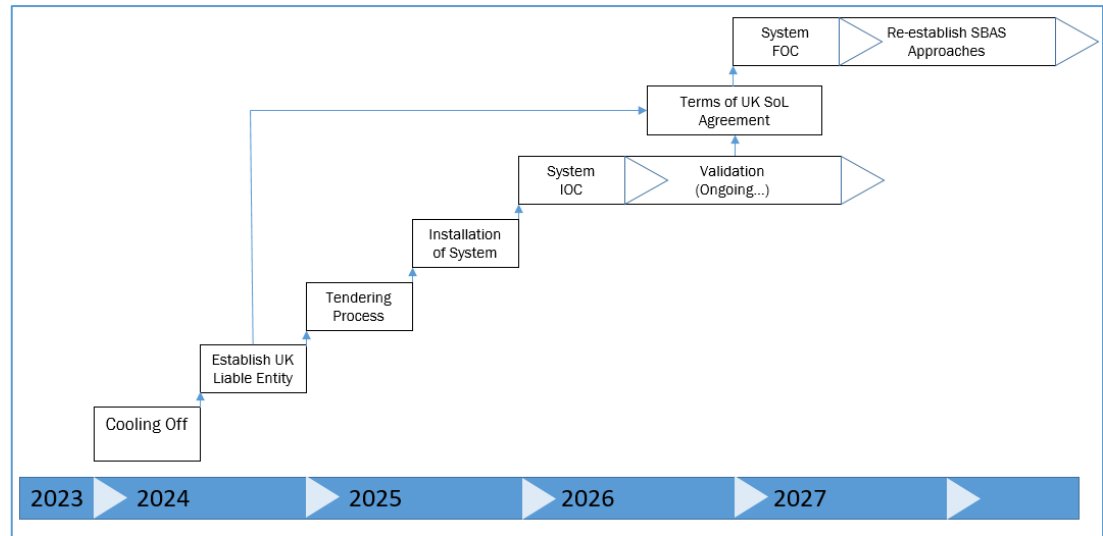 System
FOC
Re-establish SBAS
Approaches
Terms of UK SoL
Agreement
System
IOC
Validation
(Ongoing...)
Installation
of System
Tendering
Process
Establish UK
Liable Entity
Cooling Off
2023
2024
2025
2026
2027